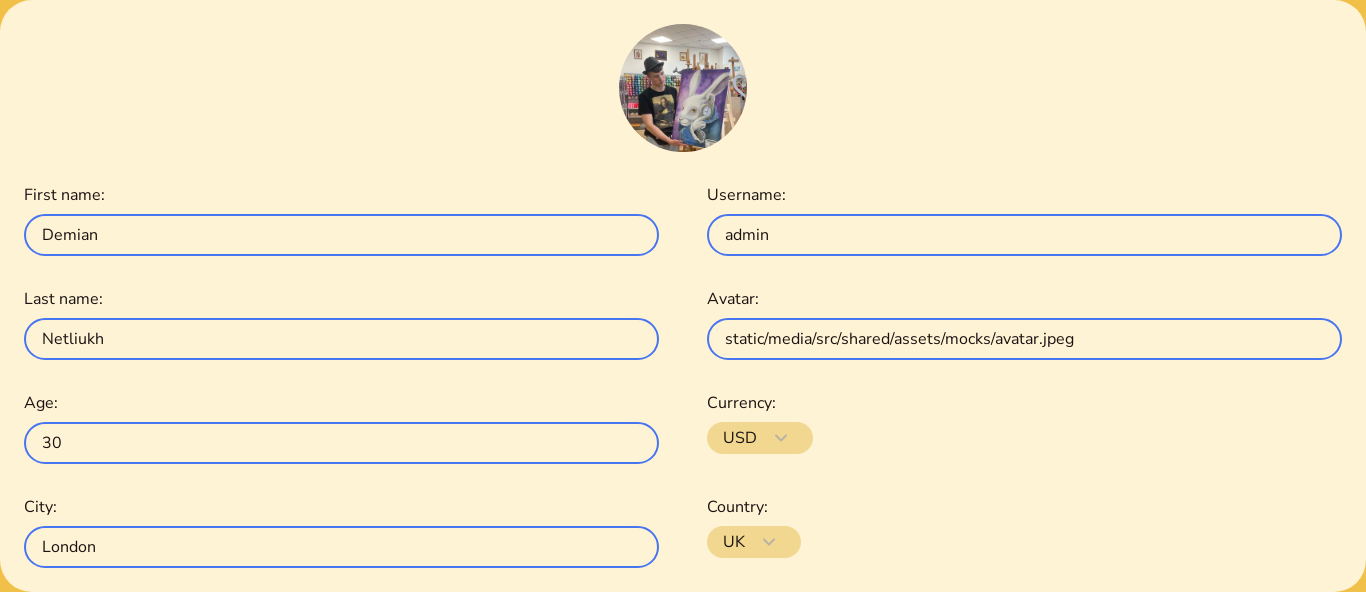 First name:
Demian
Username:
admin
Last name:
Netliukh
Avatar:
static/media/src/shared/assets/mocks/avatar.jpeg
Age:
30
Currency:
USD
City:
London
Country:
UK